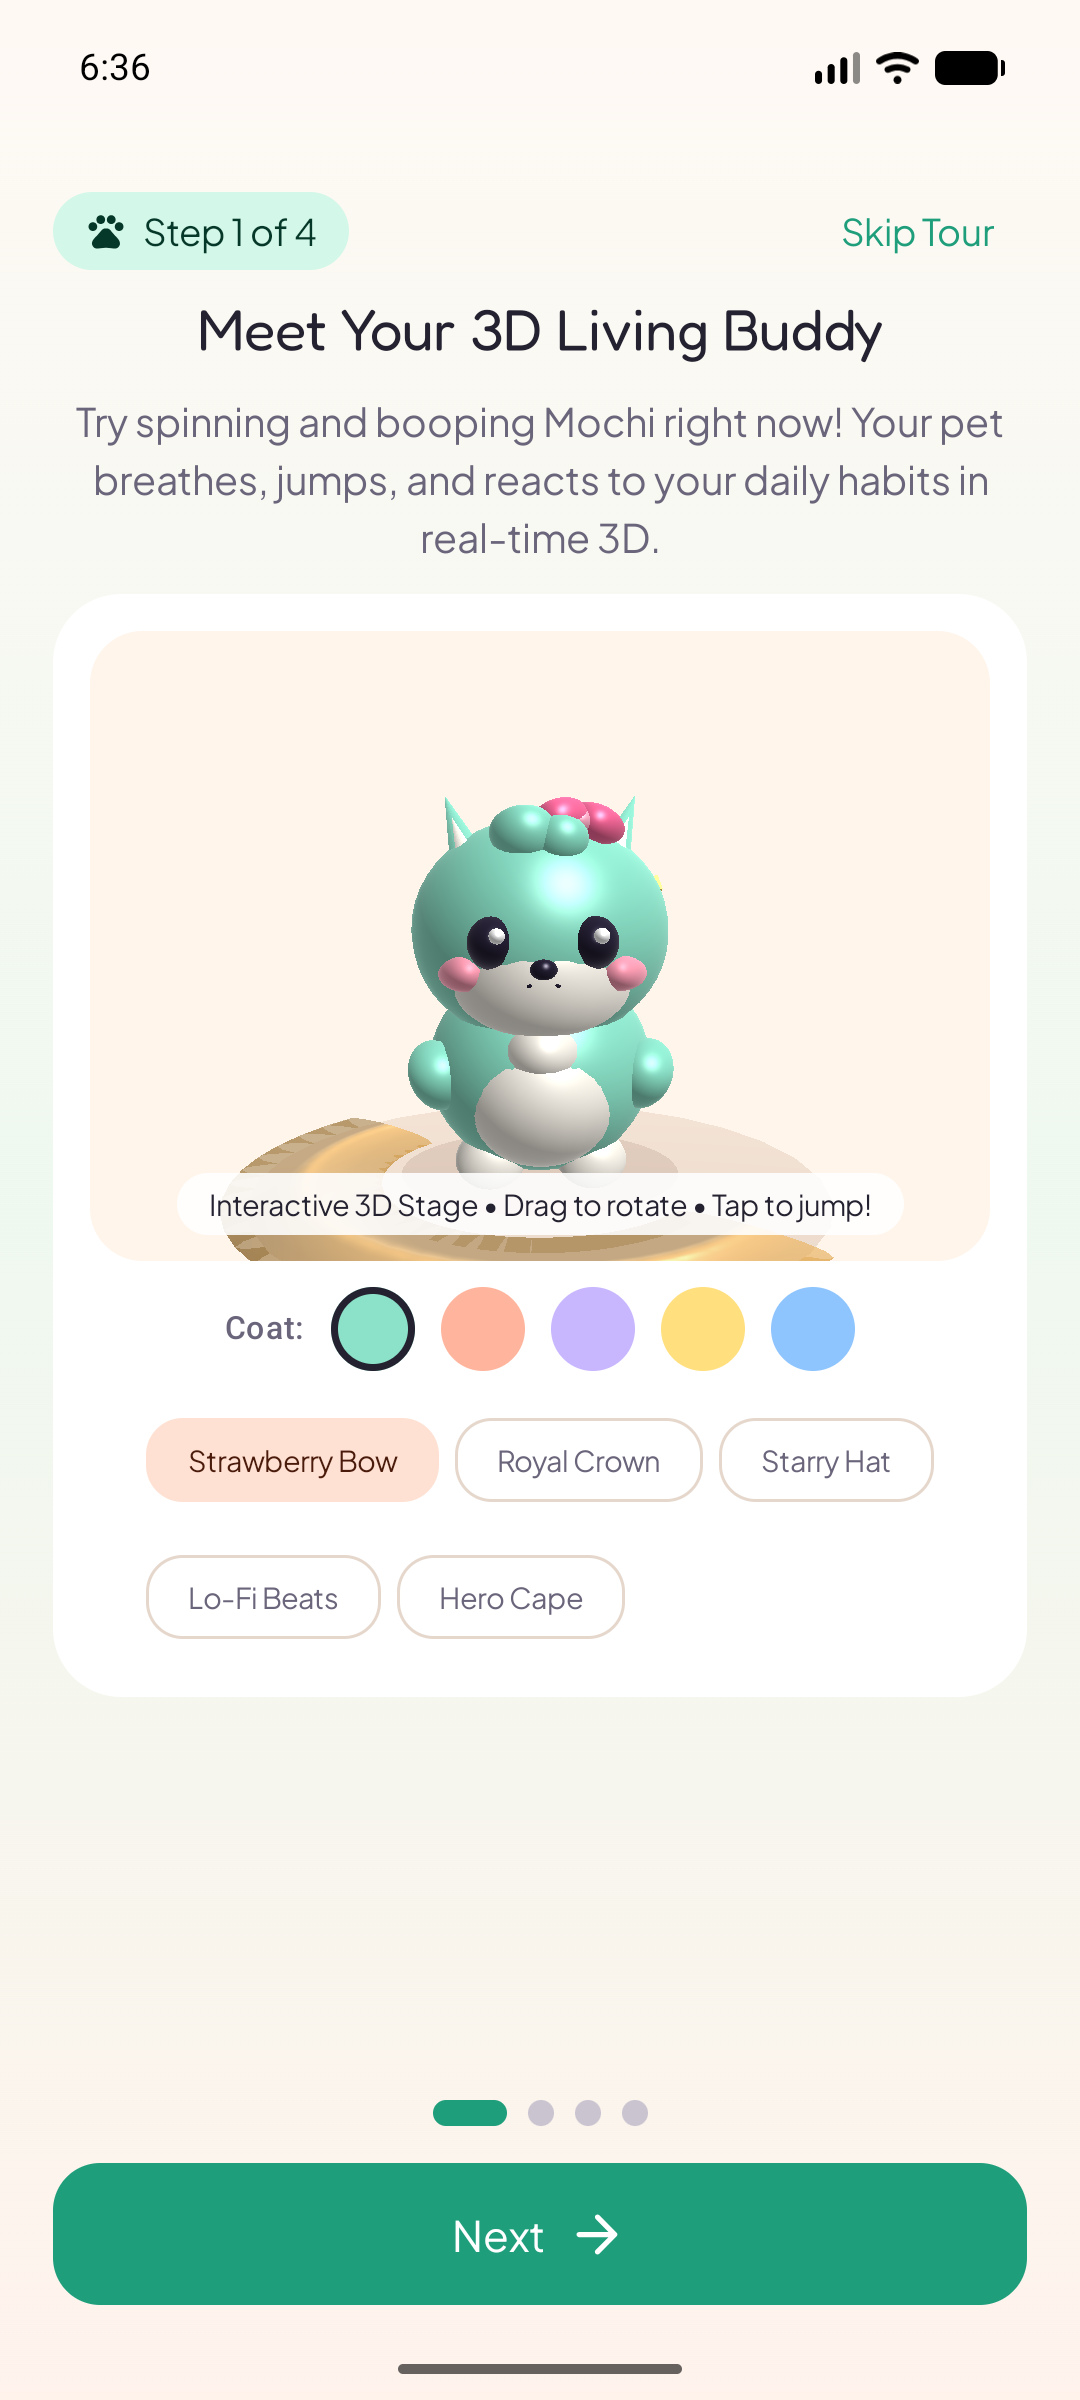 6:36
Step 1 of 4
Skip Tour
Meet Your 3D Living Buddy
Try spinning and booping Mochi right now! Your pet
breathes, jumps, and reacts to your daily habits in
real-time 3D.
Interactive 3D Stage • Drag to rotate • Tap to jump!
Coat:
Strawberry Bow
Royal Crown
Starry Hat
Lo-Fi Beats
Hero Cape
Next